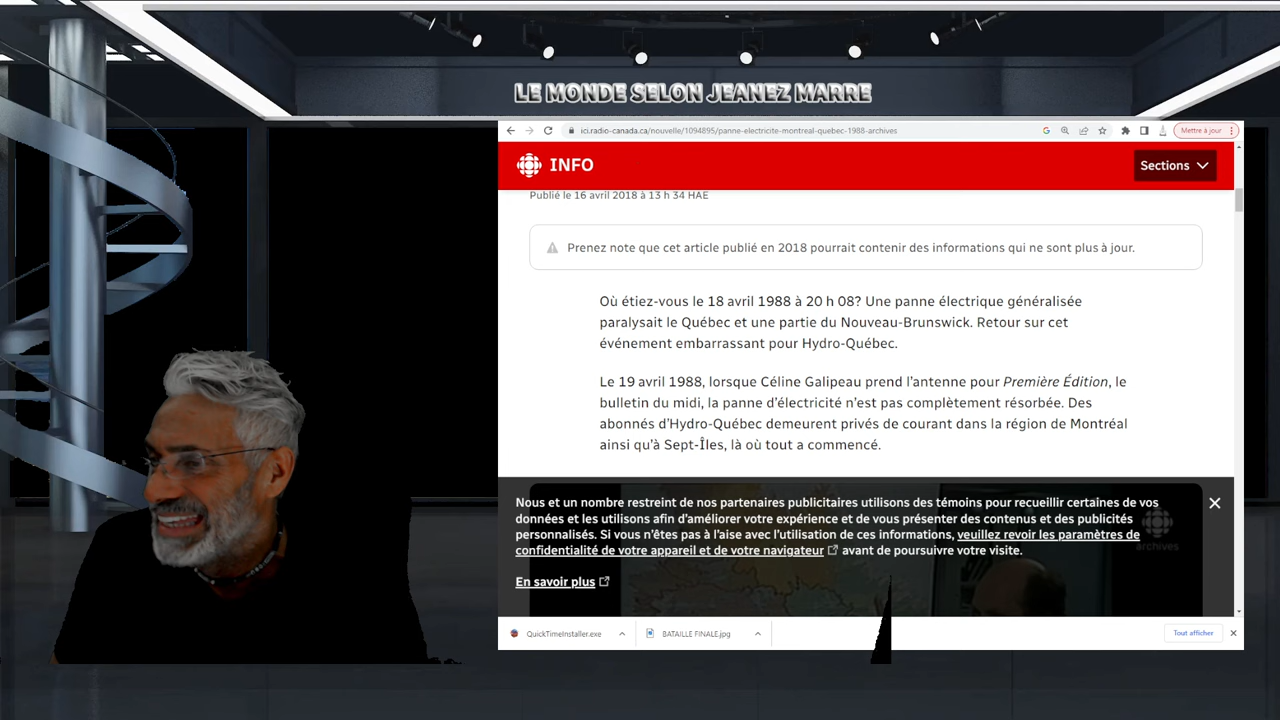 LE MONDE SELON JEANEZ MARRE
ici.radio-canada.ca/nouvelle/1094895/panne-electricite-montreal-quebec-1988-archives
Mettre à jour
INFO
Sections
Publié le 16 avril 2018 à 13 h 34 HAE
Prenez note que cet article publié en 2018 pourrait contenir des informations qui ne sont plus à jour.
Où étiez-vous le 18 avril 1988 à 20 h 08? Une panne électrique généralisée
paralysait le Québec et une partie du Nouveau-Brunswick. Retour sur cet
événement embarrassant pour Hydro-Québec.
Le 19 avril 1988, lorsque Céline Galipeau prend l'antenne pour Première Édition, le
bulletin du midi, la panne d'électricité n'est pas complètement résorbée. Des
abonnés d'Hydro-Québec demeurent privés de courant dans la région de Montréal
ainsi qu'à Sept-Îles, là où tout a commencé.
Nous et un nombre restreint de nos partenaires publicitaires utilisons des témoins pour recueillir certaines de vos
données et les utilisons afin d'améliorer votre expérience et de vous présenter des contenus et des publicités
personnalisés. Si vous n'êtes pas à l'aise avec l'utilisation de ces informations, veuillez revoir les paramètres de
confidentialité de votre appareil et de votre navigateur avant de poursuivre votre visite.
archives
En savoir plus
QuickTimeInstaller.exe
BATAILLE FINALE.jpg
Tout afficher